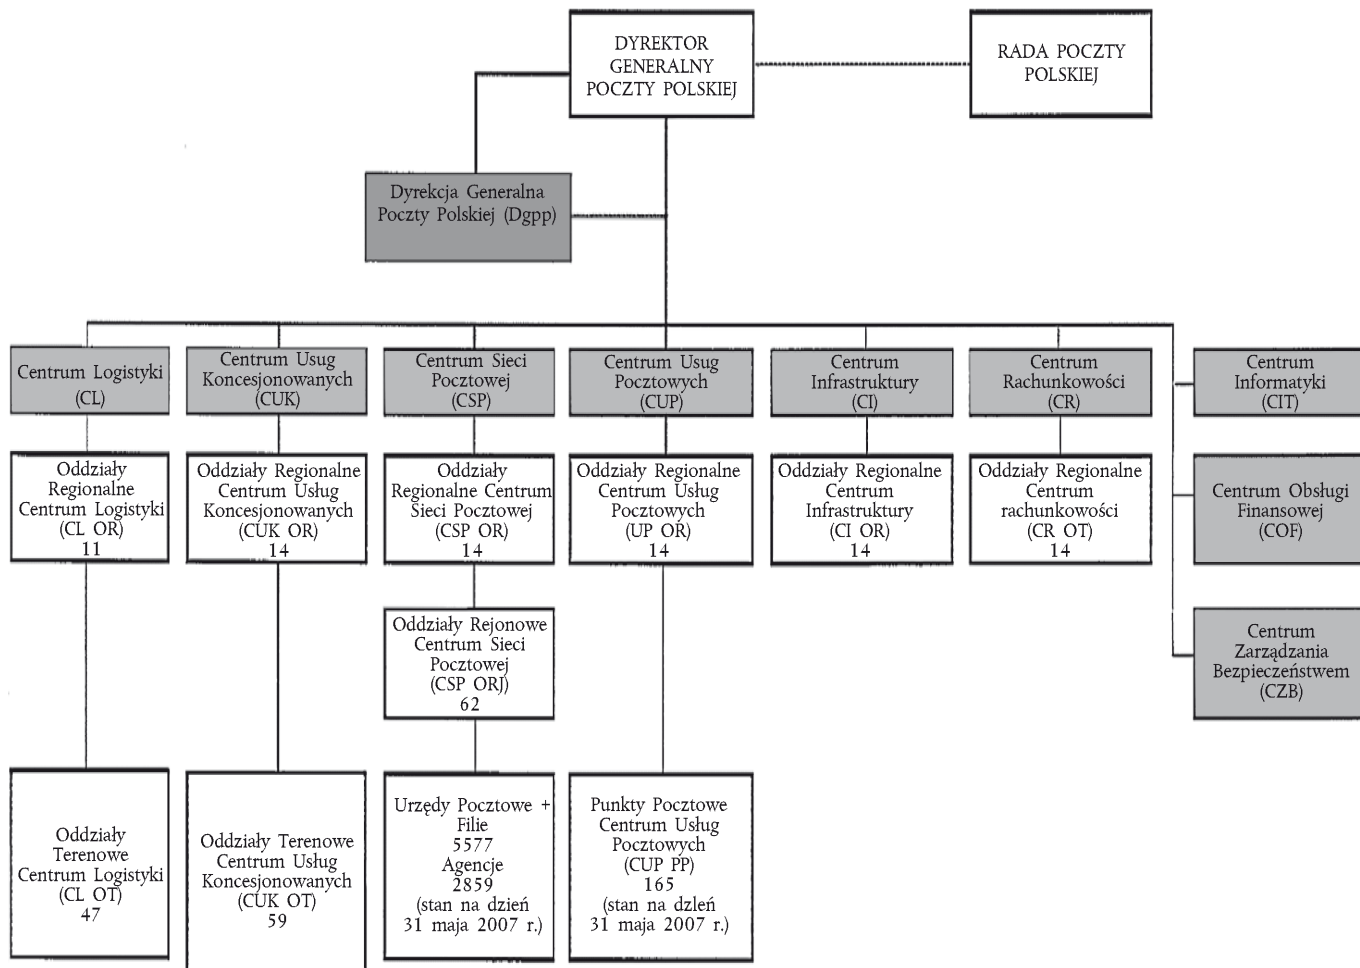 DYREKTOR
GENERALNY
POCZTY POLSKIEJ
RADA POCZTY
POLSKIEJ
Dyrekcja Generalna
Poczty Polskiej (Dgpp)
Centrum Logistyki
(CL)
Centrum Usug
Koncesjonowanych
(CUK)
Centrum Sieci
Pocztowej
(CSP)
Centrum Usug
Pocztowych
(CUP)
Centrum
Infrastruktury
(CI)
Centrum
Rachunkowości
(CR)
Centrum
Informatyki
(CIT)
Oddziały
Regionalne
Centrum Logistyki
(CL OR)
11
Oddziały Regionalne
Centrum Usług
Koncesjonowanych
(CUK OR)
14
Oddziały
Regionalne Centrum
Sieci Pocztowej
(CSP OR)
14
Oddziały Regionalne
Centrum Usług
Pocztowych
(UP OR)
14
Oddziały Regionalne
Centrum
Infrastruktury
(CI OR)
14
Oddziały Regionalne
Centrum
rachunkowości
(CR OT)
14
Centrum Obsługi
Finansowej
(COF)
Oddziały Rejonowe
Centrum Sieci
Pocztowej
(CSP ORJ)
62
Centrum
Zarządzania
Bezpieczeństwem
(CZB)
Oddziały
Terenowe
Centrum Logistyki
(CL OT)
47
Oddziały Terenowe
Centrum Usług
Koncesjonowanych
(CUK OT)
59
Urzędy Pocztowe +
Filie
5577
Agencje
2859
(stan na dzień
31 maja 2007 r.)
Punkty Pocztowe
Centrum Usług
Pocztowych
(CUP PP)
165
(stan na dzleń
31 maja 2007 r.)